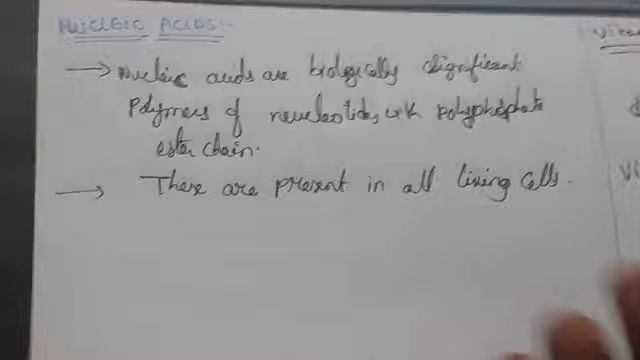 NUCLEIC ACIDS:-
→ Nucleic acids are biologically significant
Polymers of neucleotides with polyphosphate
ester chain.
→ These are present in all living cells.